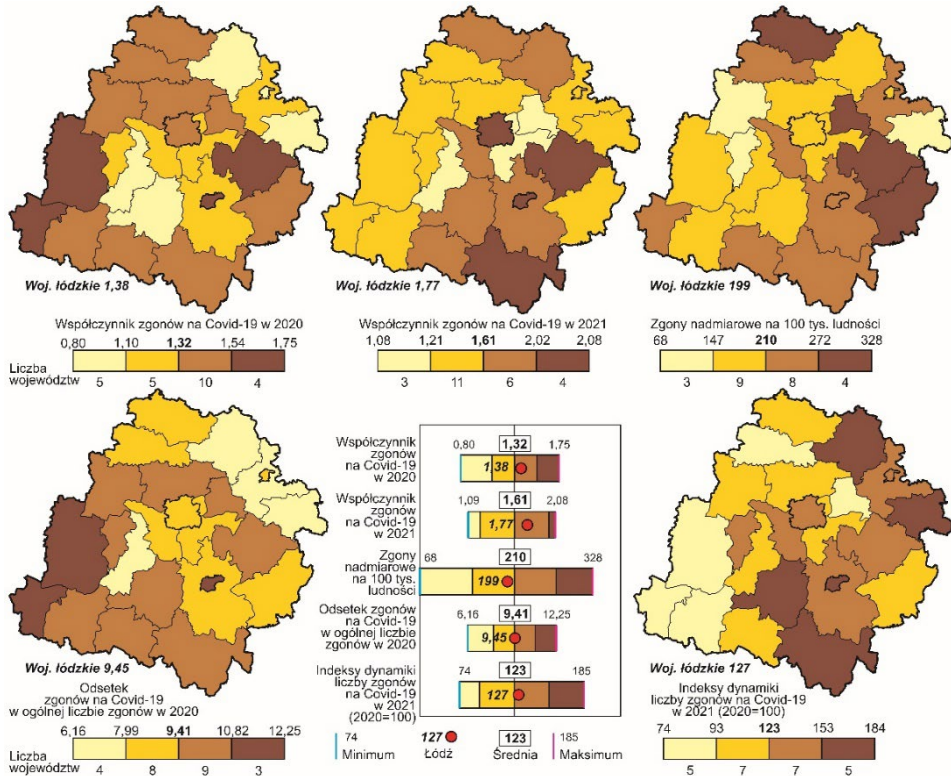 Woj. łódzkie 1,38
Współczynnik zgonów na Covid-19 w 2020
0,80 1,10 1,32 1,54 1,75
Liczba
województw
5 5 10 4
Woj. łódzkie 1,77
Współczynnik zgonów na Covid-19 w 2021
1,08 1,21 1,61 2,02 2,08
3 11 6 4
Woj. łódzkie 199
Zgony nadmiarowe na 100 tys. ludności
68 147 210 272 328
3 9 8 4
Woj. łódzkie 9,45
Odsetek
zgonów na Covid-19
w ogólnej liczbie zgonów w 2020
6,16 7,99 9,41 10,82 12,25
Liczba
województw
4 8 9 3
Współczynnik
zgonów
na Covid-19
w 2020
0,80 1,32 1,75
1,38
Współczynnik
zgonów
na Covid-19
w 2021
1,09 1,61 2,08
1,77
Zgony
nadmiarowe
na 100 tys.
ludności
68 210 328
199
Odsetek zgonów
na Covid-19
w ogólnej liczbie
zgonów w 2020
6,16 9,41 12,25
9,45
Indeksy dynamiki
liczby zgonów
na Covid-19
w 2021
(2020=100)
74 123 185
127
74 127 123 185
Minimum Łódź Średnia Maksimum
Woj. łódzkie 127
Indeksy dynamiki
liczby zgonów na Covid-19
w 2021 (2020=100)
74 93 123 153 184
5 7 7 5